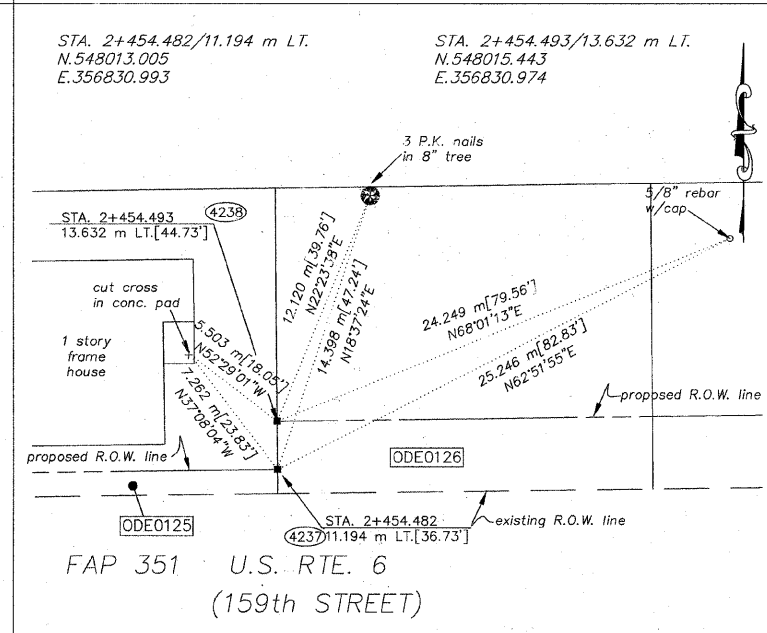 STA. 2+454.482/11.194 m LT.
N.548013.005
E.356830.993
STA. 2+454.493/13.632 m LT.
N.548015.443
E.356830.974
3 P.K. nails
in 8" tree
5/8" rebar
w/cap
STA. 2+454.493
13.632 m LT.[44.73']
4238
cut cross
in conc. pad
1 story
frame
house
5.503 m[18.05']
N52°29'01"W
7.262 m[23.83']
N37°08'04"W
12.120 m[39.76']
N22°23'38"E
14.398 m[47.24']
N18°37'24"E
24.249 m[79.56']
N68°01'13"E
25.246 m[82.83']
N62°51'55"E
proposed R.O.W. line
proposed R.O.W. line
ODE0126
ODE0125
STA. 2+454.482
4237 11.194 m LT.[36.73']
existing R.O.W. line
FAP 351 U.S. RTE. 6
(159th STREET)